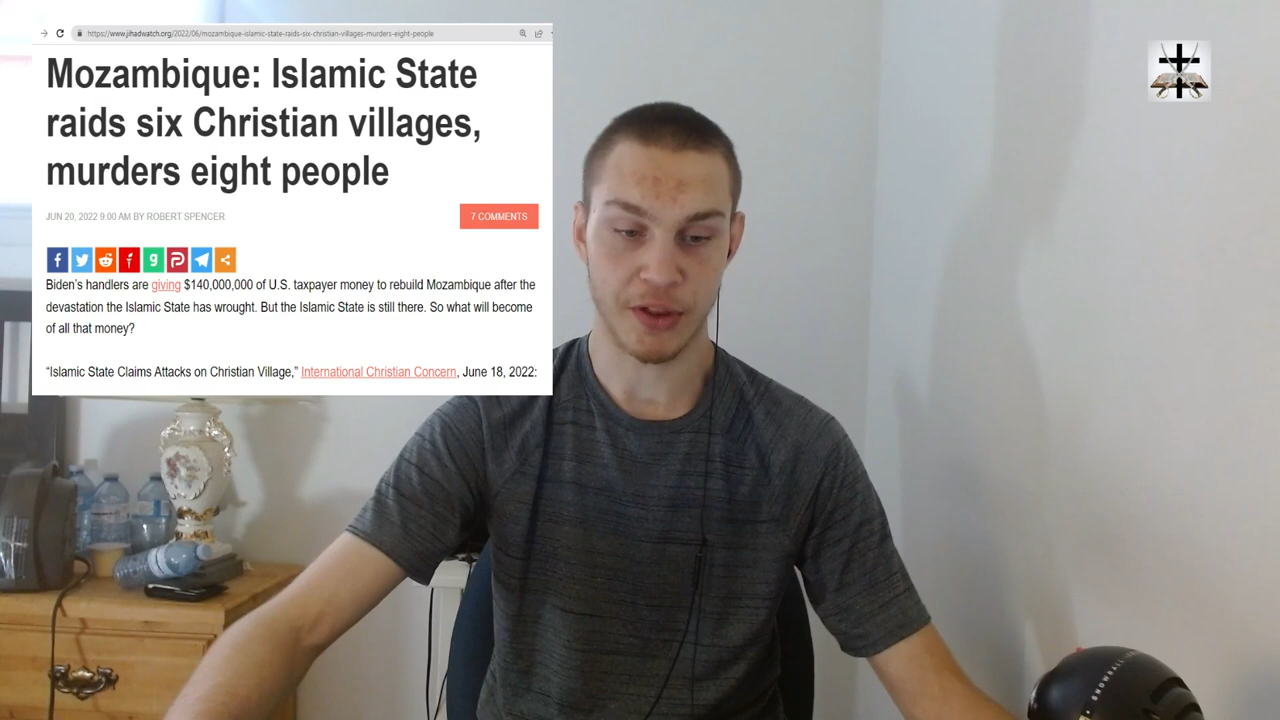 https://www.jihadwatch.org/2022/06/mozambique-islamic-state-raids-six-christian-villages-murders-eight-people
Mozambique: Islamic State
raids six Christian villages,
murders eight people
JUN 20, 2022 9:00 AM BY ROBERT SPENCER
7 COMMENTS
Biden's handlers are giving $140,000,000 of U.S. taxpayer money to rebuild Mozambique after the
devastation the Islamic State has wrought. But the Islamic State is still there. So what will become
of all that money?
“Islamic State Claims Attacks on Christian Village,” International Christian Concern, June 18, 2022: